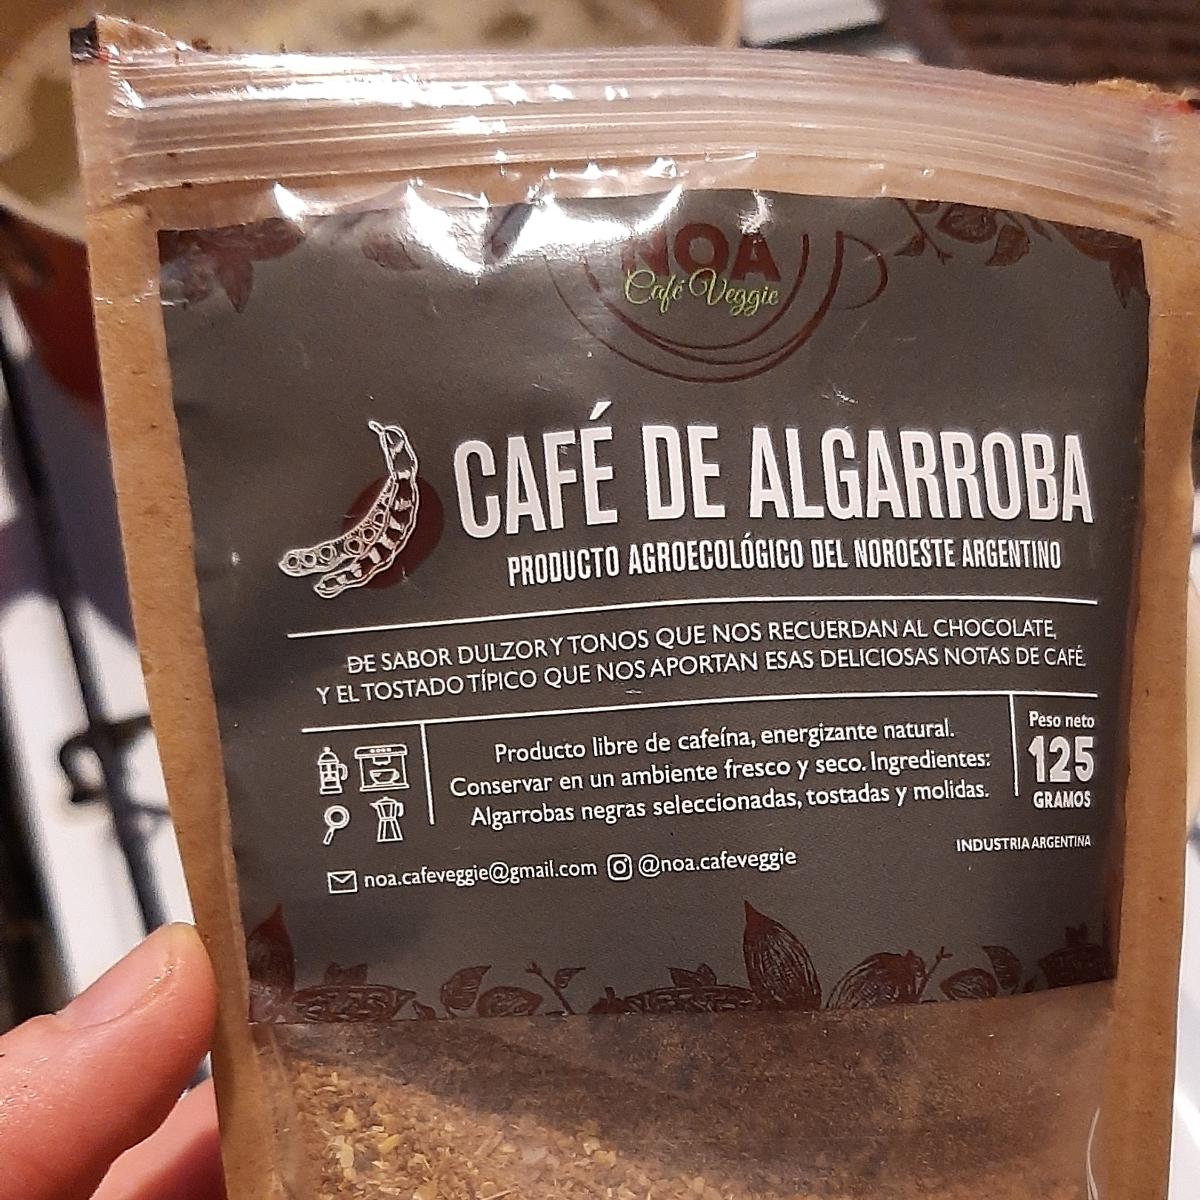 NOA
Café Veggie
CAFÉ DE ALGARROBA
PRODUCTO AGROECOLÓGICO DEL NOROESTE ARGENTINO
DE SABOR DULZOR Y TONOS QUE NOS RECUERDAN AL CHOCOLATE,
Y EL TOSTADO TÍPICO QUE NOS APORTAN ESAS DELICIOSAS NOTAS DE CAFÉ.
Producto libre de cafeína, energizante natural.
Conservar en un ambiente fresco y seco. Ingredientes:
Algarrobas negras seleccionadas, tostadas y molidas.
Peso neto
125
GRAMOS
INDUSTRIA ARGENTINA
noa.cafeveggie@gmail.com @noa.cafeveggie